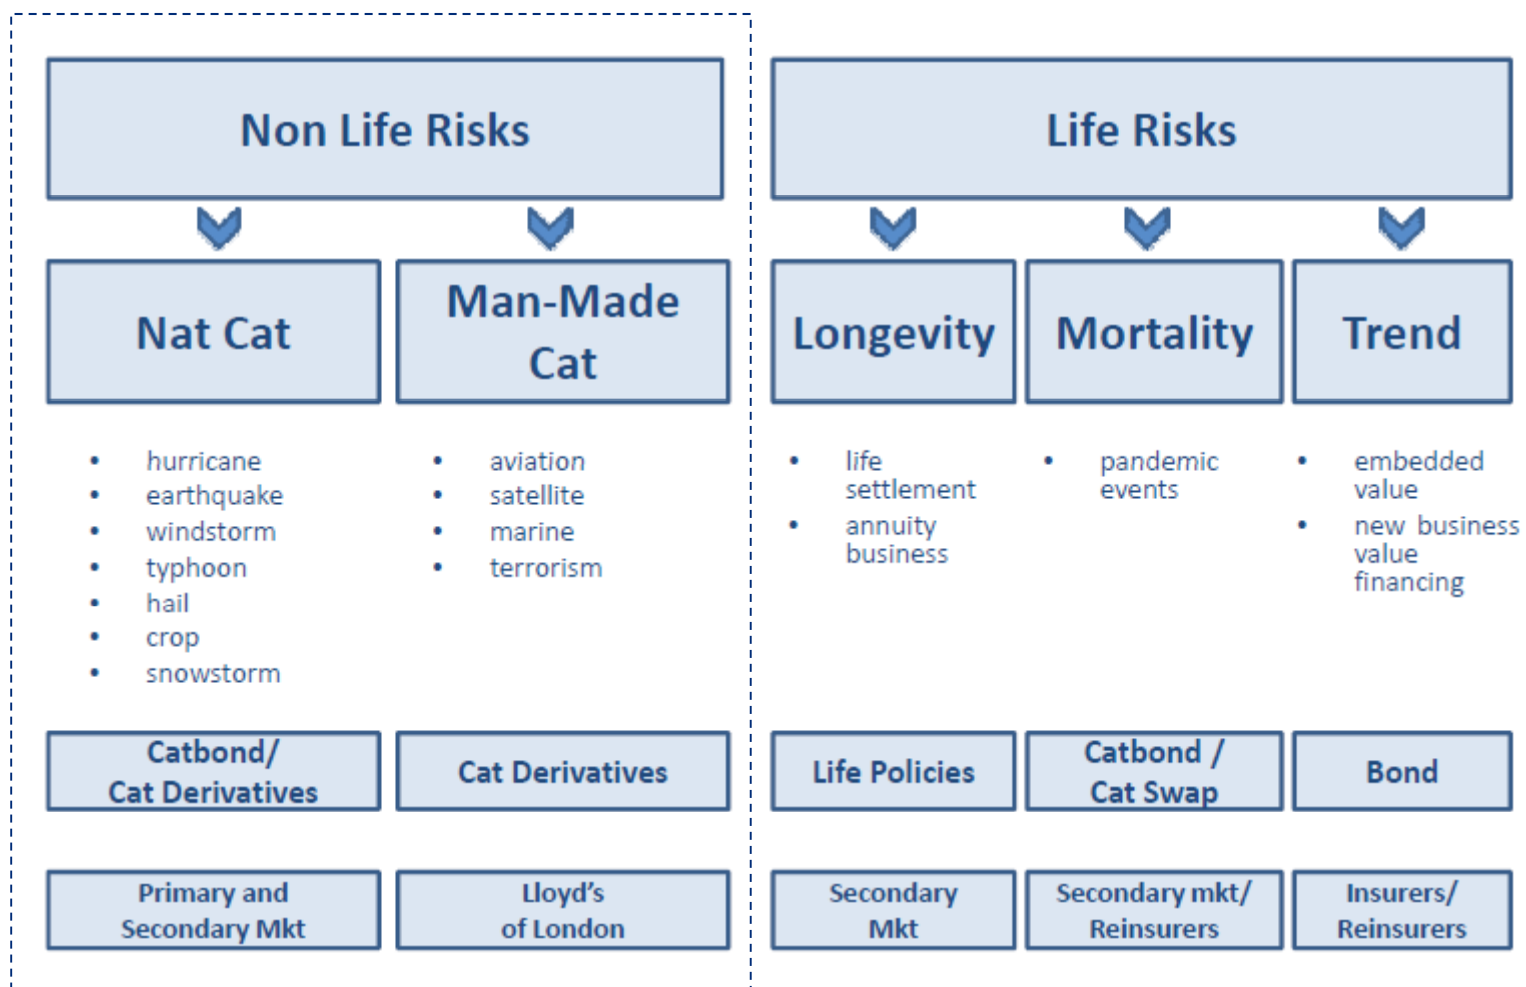 Non Life Risks
Life Risks
Nat Cat
Man-Made
Cat
Longevity
Mortality
Trend
• hurricane
• earthquake
• windstorm
• typhoon
• hail
• crop
• snowstorm
• aviation
• satellite
• marine
• terrorism
• life
settlement
• annuity
business
• pandemic
events
• embedded
value
• new business
value
financing
Catbond/
Cat Derivatives
Cat Derivatives
Life Policies
Catbond /
Cat Swap
Bond
Primary and
Secondary Mkt
Lloyd's
of London
Secondary
Mkt
Secondary mkt/
Reinsurers
Insurers/
Reinsurers